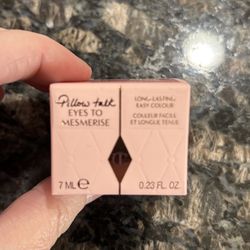 Pillow talk
EYES TO
MESMERISE
LONG-LASTING
EASY COLOUR
COULEUR FACILE
ET LONGUE TENUE
CT
7 ML℮
0.23 FL. OZ.